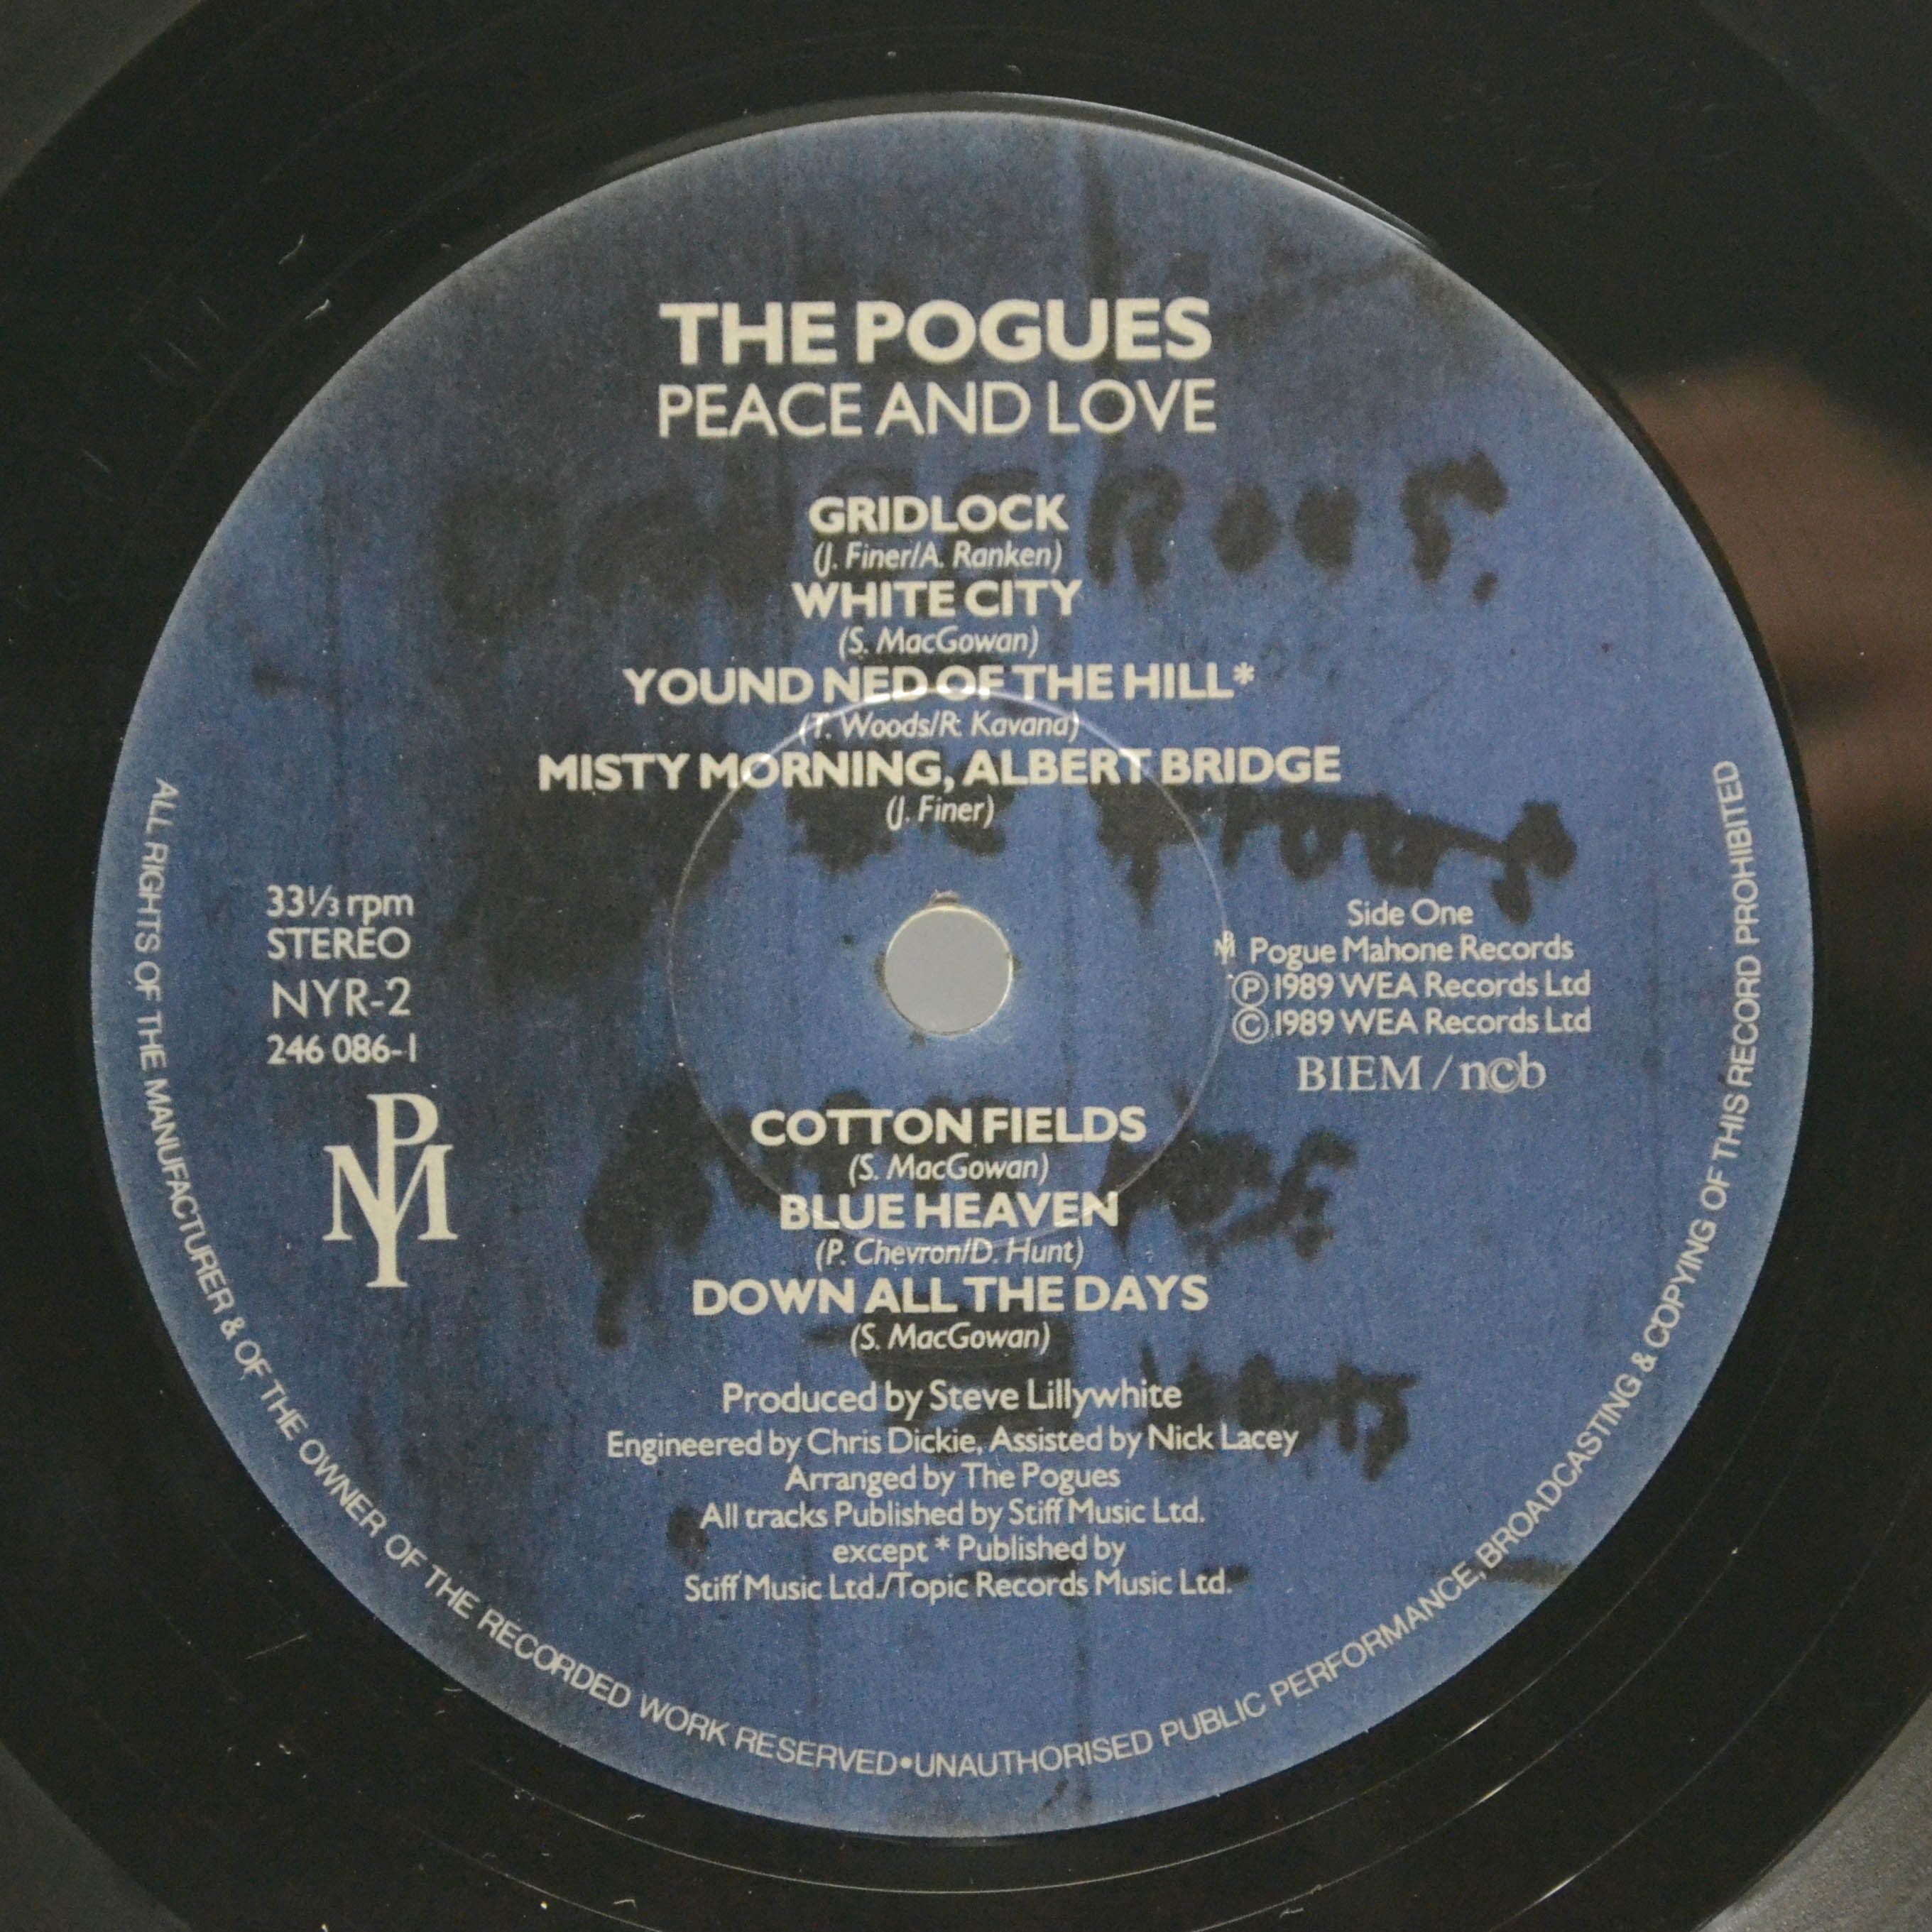 THE POGUES
PEACE AND LOVE
GRIDLOCK
(J. Finer/A. Ranken)
WHITE CITY
(S. MacGowan)
YOUND NED OF THE HILL*
(T. Woods/R. Kavana)
MISTY MORNING, ALBERT BRIDGE
(J. Finer)
33⅓ rpm
STEREO
NYR-2
246 086-1
PM
Side One
PM Pogue Mahone Records
Ⓟ 1989 WEA Records Ltd
© 1989 WEA Records Ltd
BIEM / ncb
COTTON FIELDS
(S. MacGowan)
BLUE HEAVEN
(P. Chevron/D. Hunt)
DOWN ALL THE DAYS
(S. MacGowan)
Produced by Steve Lillywhite
Engineered by Chris Dickie, Assisted by Nick Lacey
Arranged by The Pogues
All tracks Published by Stiff Music Ltd.
except * Published by
Stiff Music Ltd./Topic Records Music Ltd.
ALL RIGHTS OF THE MANUFACTURER & OF THE OWNER OF THE RECORDED WORK RESERVED•UNAUTHORISED PUBLIC PERFORMANCE, BROADCASTING & COPYING OF THIS RECORD PROHIBITED